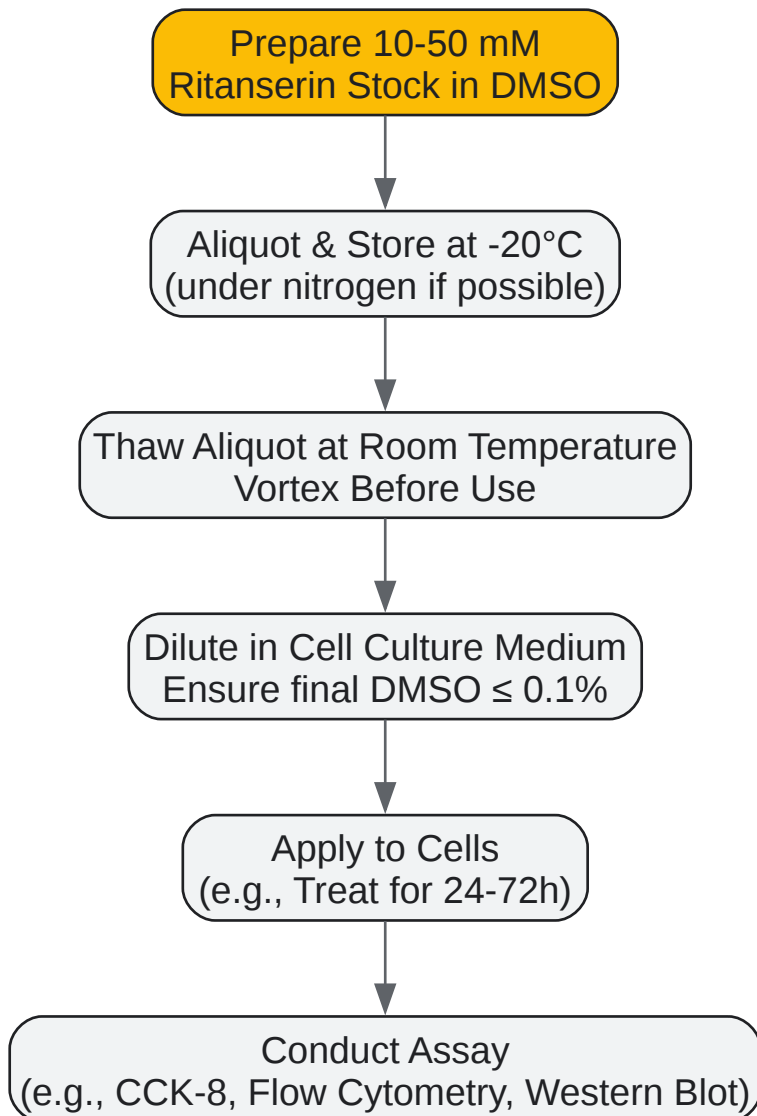 Prepare 10-50 mM
Ritanserin Stock in DMSO
Aliquot & Store at -20°C
(under nitrogen if possible)
Thaw Aliquot at Room Temperature
Vortex Before Use
Dilute in Cell Culture Medium
Ensure final DMSO ≤ 0.1%
Apply to Cells
(e.g., Treat for 24-72h)
Conduct Assay
(e.g., CCK-8, Flow Cytometry, Western Blot)